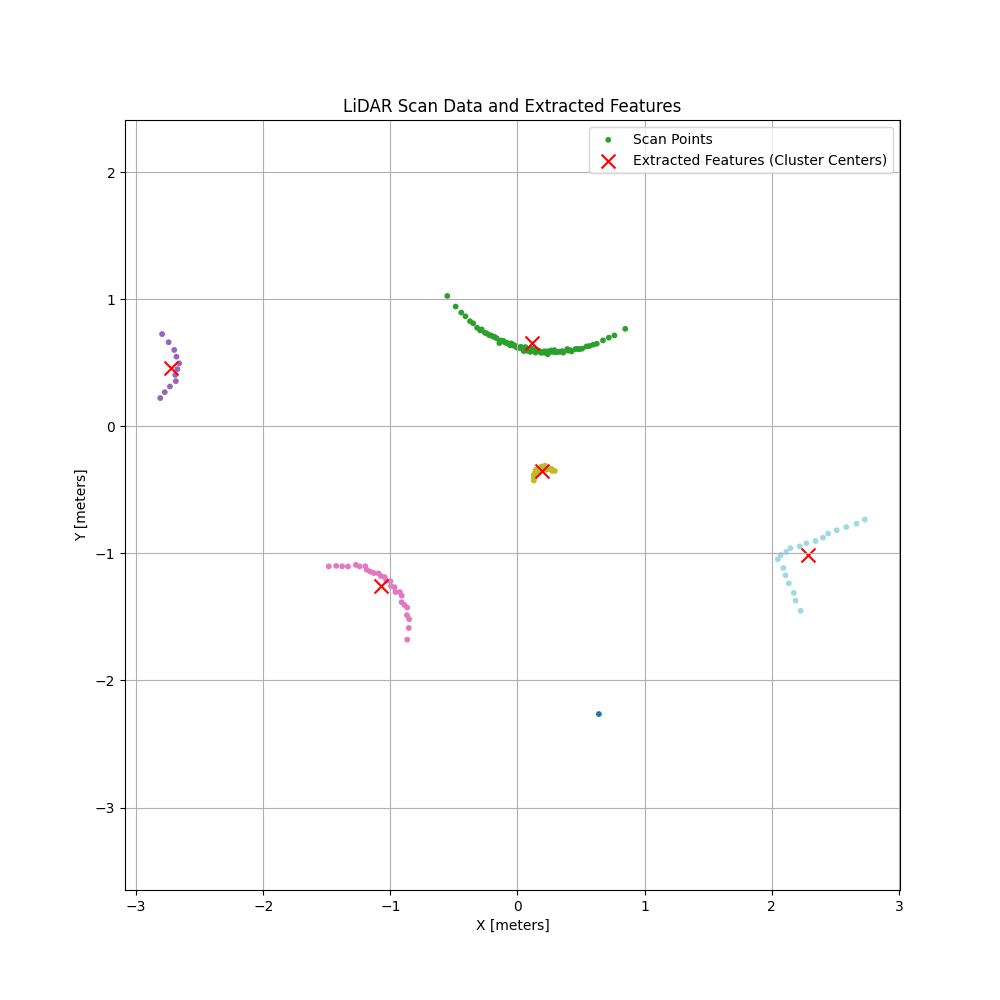 LiDAR Scan Data and Extracted Features
Scan Points
Extracted Features (Cluster Centers)
2
1
0
−1
−2
−3
Y [meters]
−3
−2
−1
0
1
2
3
X [meters]